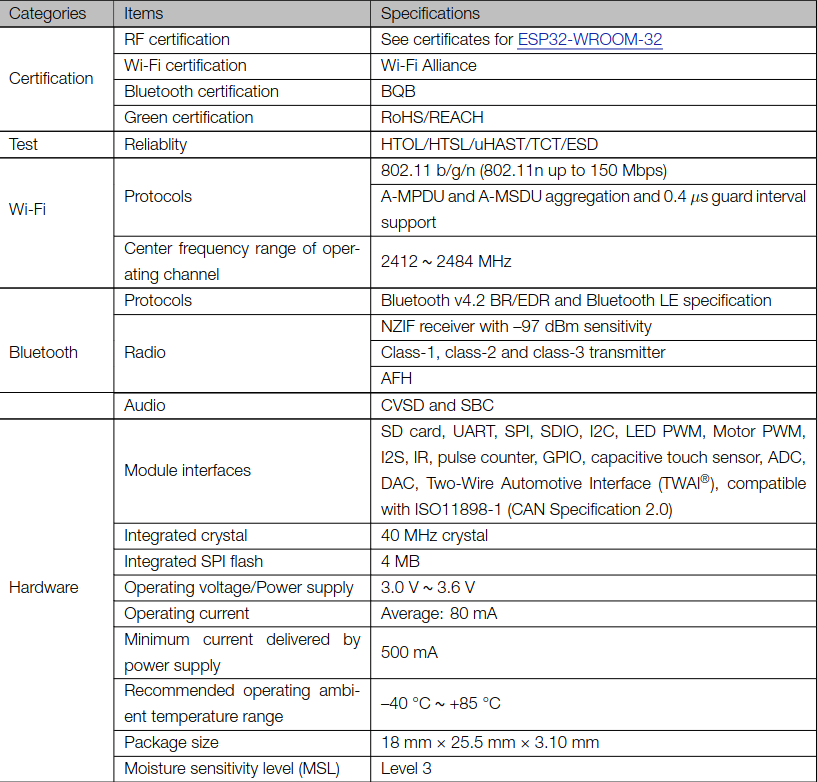 Categories Items Specifications
Certification
RF certification See certificates for ESP32-WROOM-32
Wi-Fi certification Wi-Fi Alliance
Bluetooth certification BQB
Green certification RoHS/REACH
Test Reliablity HTOL/HTSL/uHAST/TCT/ESD
Wi-Fi
Protocols
802.11 b/g/n (802.11n up to 150 Mbps)
A-MPDU and A-MSDU aggregation and 0.4 µs guard interval
support
Center frequency range of oper-
ating channel
2412 ~ 2484 MHz
Bluetooth
Protocols Bluetooth v4.2 BR/EDR and Bluetooth LE specification
Radio
NZIF receiver with –97 dBm sensitivity
Class-1, class-2 and class-3 transmitter
AFH
Audio CVSD and SBC
Hardware
Module interfaces
SD card, UART, SPI, SDIO, I2C, LED PWM, Motor PWM,
I2S, IR, pulse counter, GPIO, capacitive touch sensor, ADC,
DAC, Two-Wire Automotive Interface (TWAI®), compatible
with ISO11898-1 (CAN Specification 2.0)
Integrated crystal 40 MHz crystal
Integrated SPI flash 4 MB
Operating voltage/Power supply 3.0 V ~ 3.6 V
Operating current Average: 80 mA
Minimum current delivered by
power supply
500 mA
Recommended operating ambi-
ent temperature range
–40 °C ~ +85 °C
Package size 18 mm × 25.5 mm × 3.10 mm
Moisture sensitivity level (MSL) Level 3